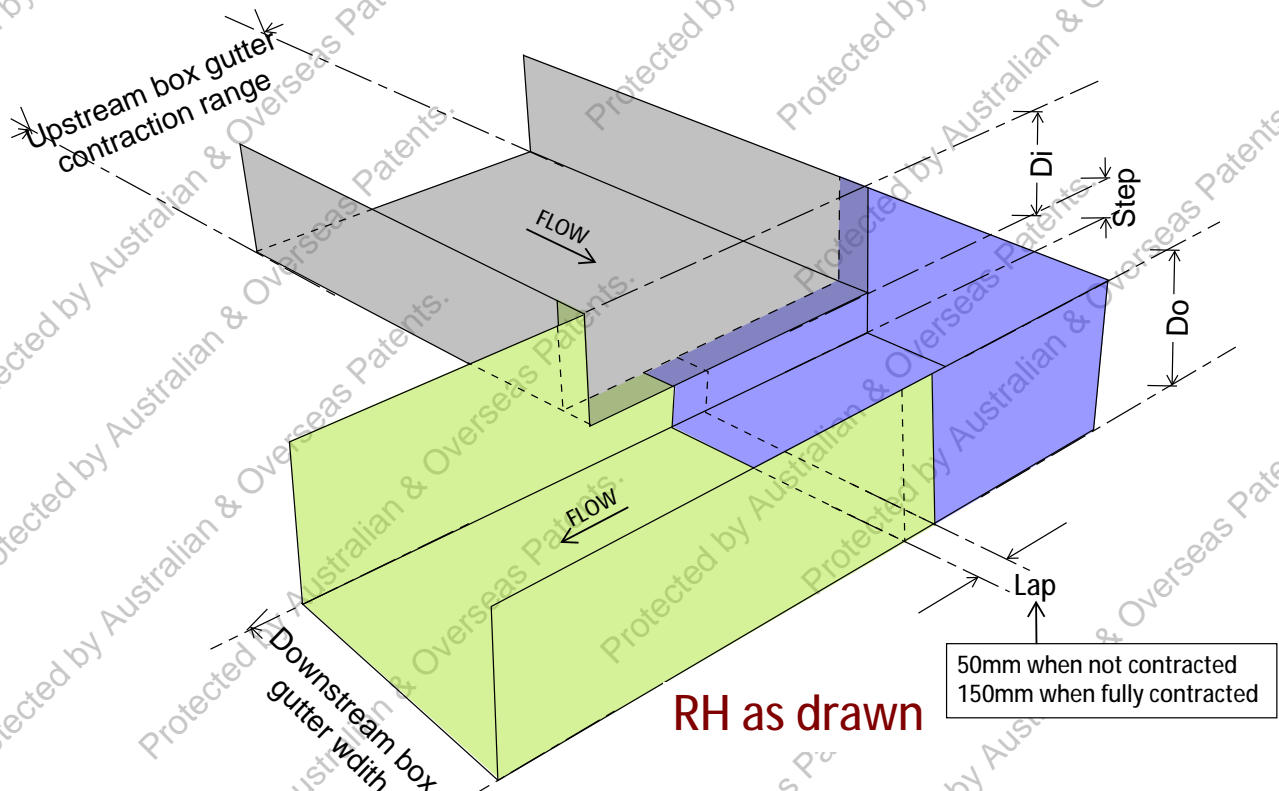 Upstream box gutter
contraction range
FLOW
Di
Step
Do
FLOW
Lap
50mm when not contracted
150mm when fully contracted
Downstream box
gutter wdith
RH as drawn
Protected by Australian & Overseas Patents.